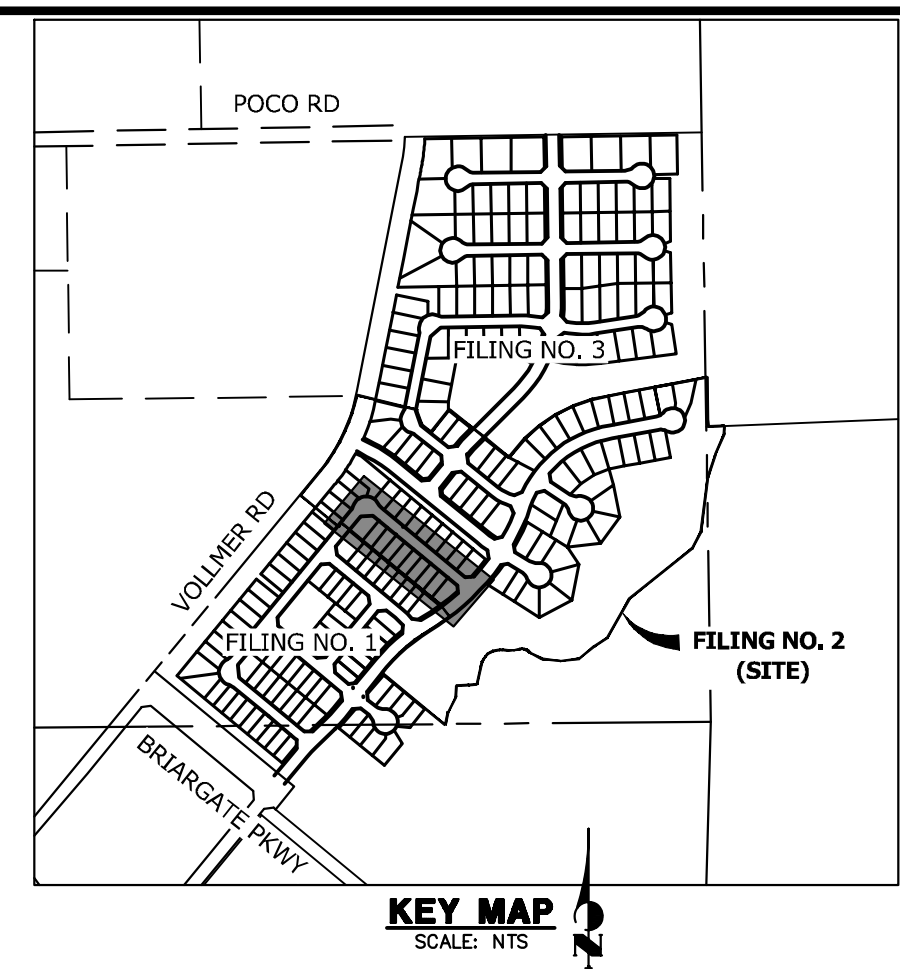 POCO RD
FILING NO. 3
VOLLMER RD
FILING NO. 1
FILING NO. 2
(SITE)
BRIARGATE PKWY
KEY MAP
SCALE: NTS
N